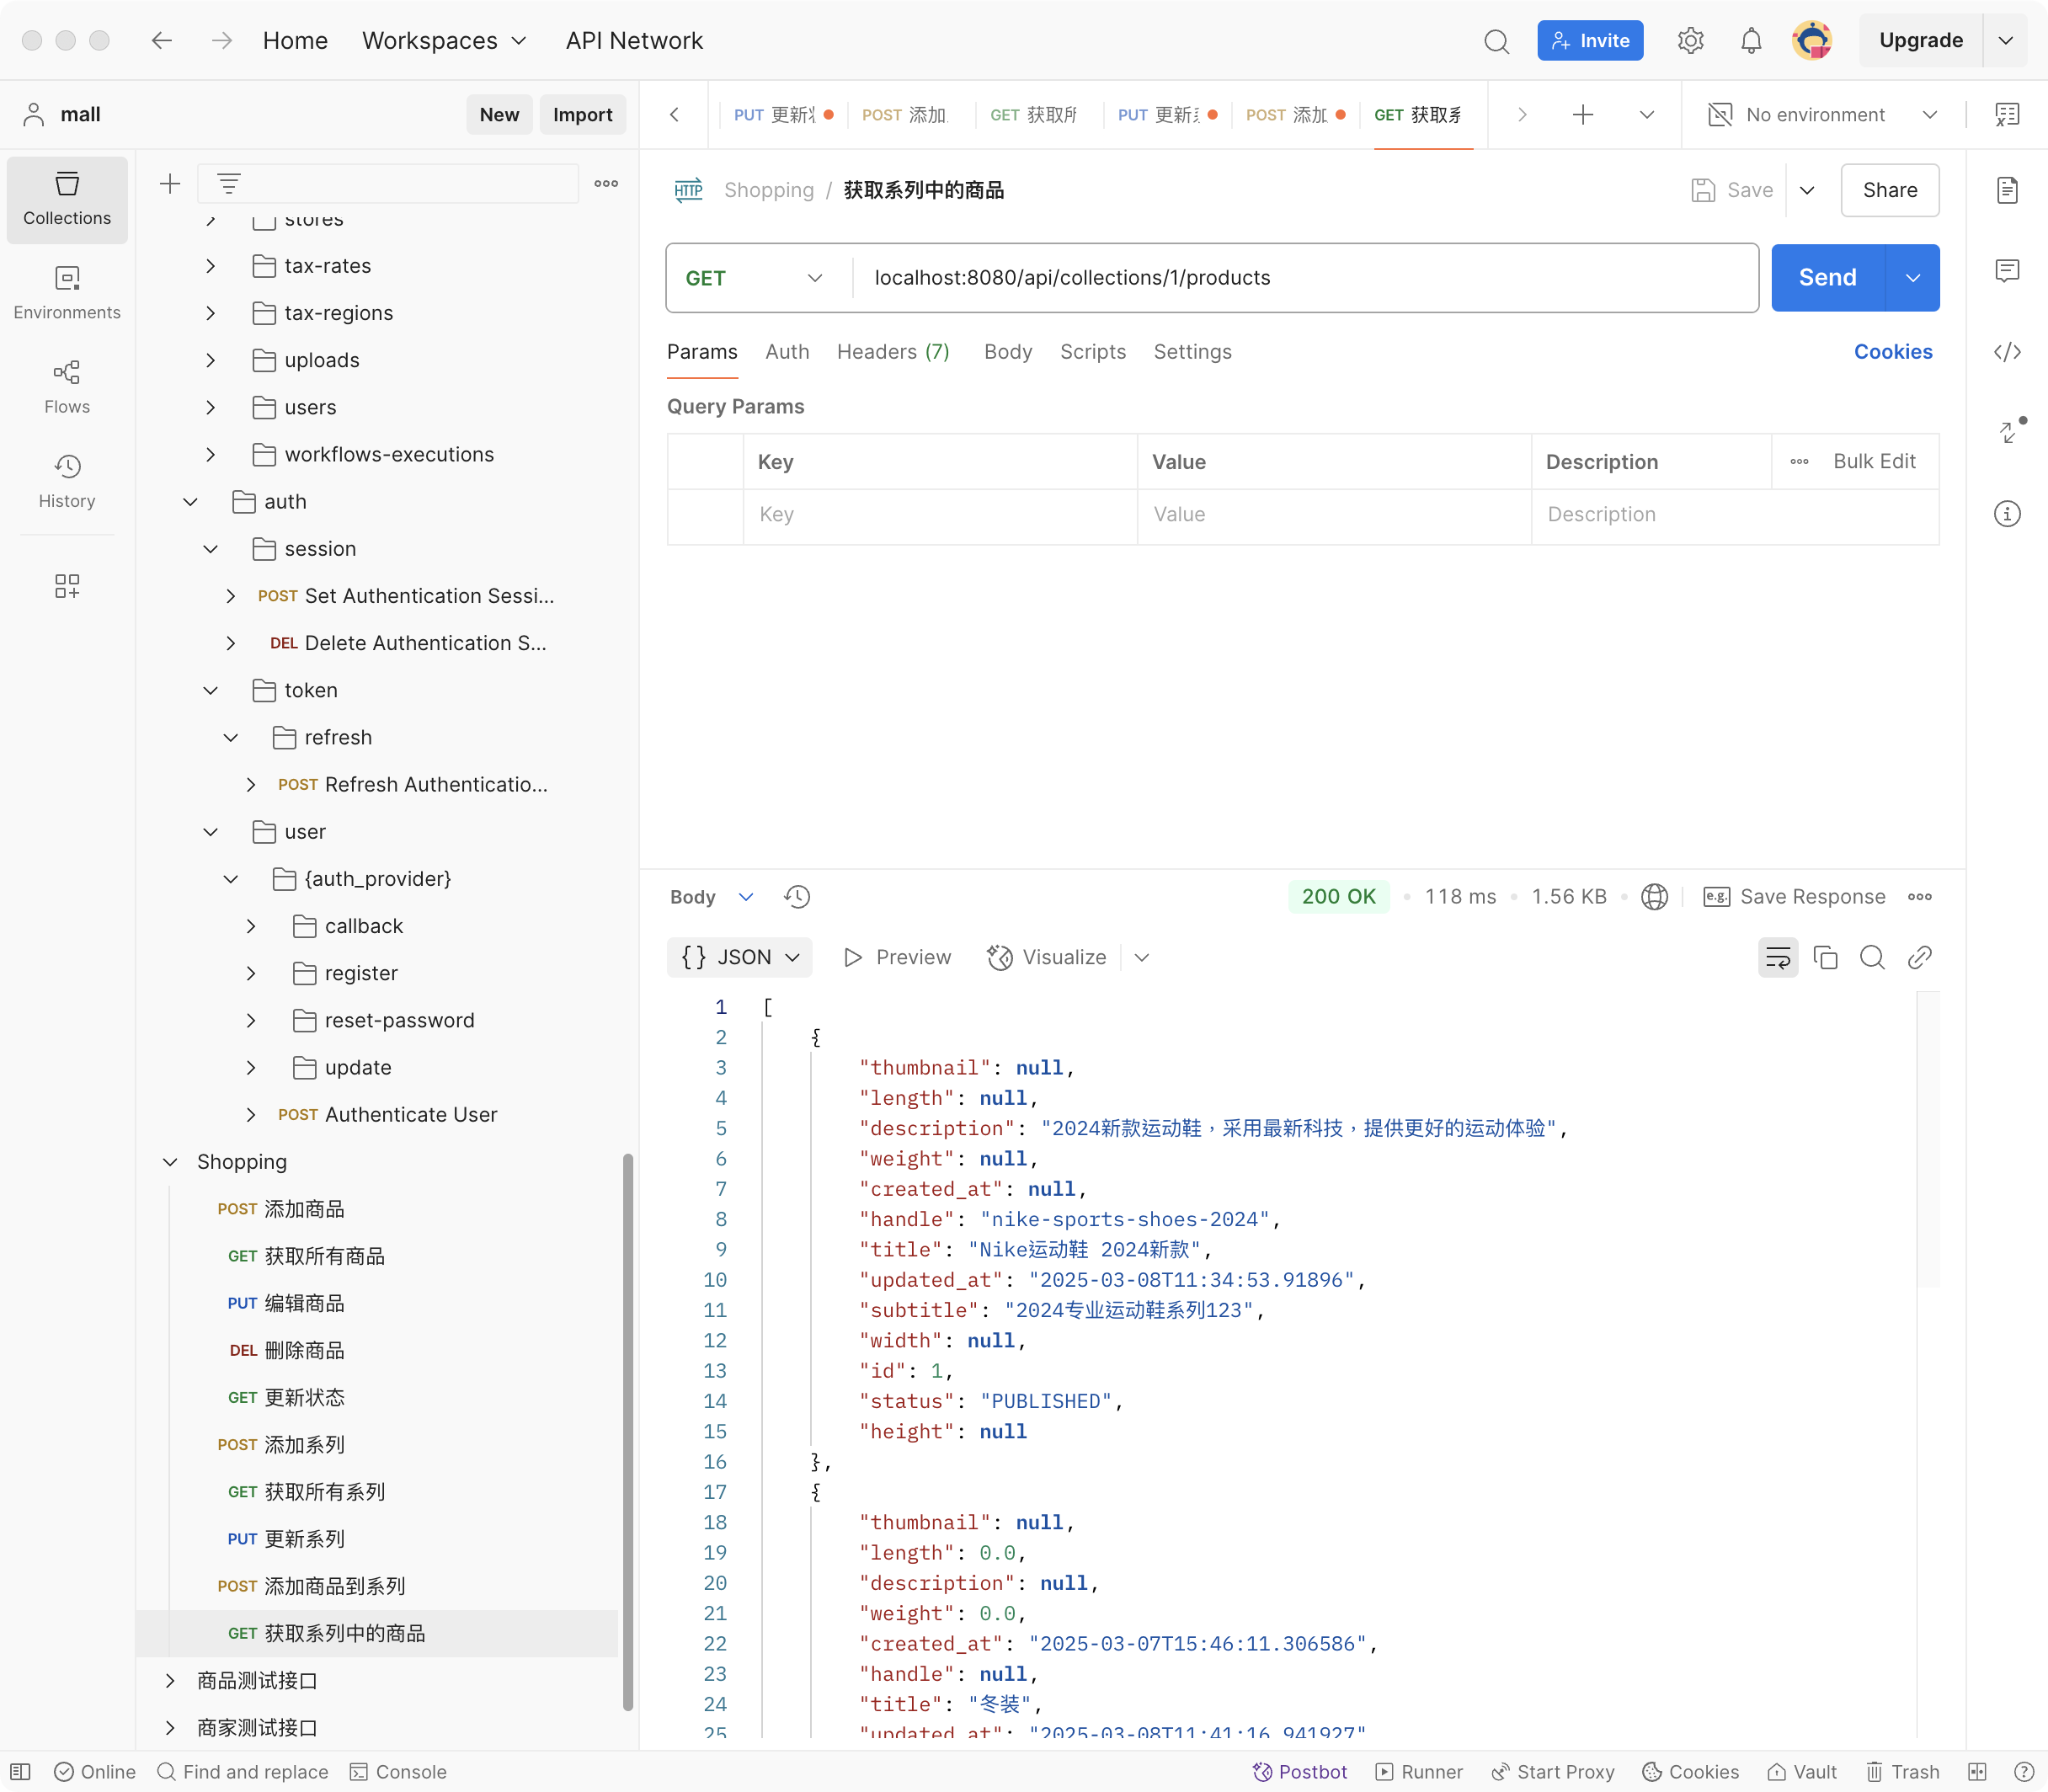 Home
Workspaces
API Network
Invite
Upgrade
mall
New
Import
PUT 更新
POST 添加
GET 获取
PUT 更新
POST 添加
GET 获取系
No environment
Collections
Environments
Flows
History
stores
tax-rates
tax-regions
uploads
users
workflows-executions
auth
session
POST Set Authentication Sessi...
DEL Delete Authentication S...
token
refresh
POST Refresh Authenticatio...
user
{auth_provider}
callback
register
reset-password
update
POST Authenticate User
Shopping
POST 添加商品
GET 获取所有商品
PUT 编辑商品
DEL 删除商品
GET 更新状态
POST 添加系列
GET 获取所有系列
PUT 更新系列
POST 添加商品到系列
GET 获取系列中的商品
商品测试接口
商家测试接口
HTTP Shopping / 获取系列中的商品
Save
Share
GET
localhost:8080/api/collections/1/products
Send
Params
Auth
Headers (7)
Body
Scripts
Settings
Cookies
Query Params
Key
Value
Description
Bulk Edit
Key
Value
Description
Body
200 OK
118 ms
1.56 KB
e.g. Save Response
{} JSON
Preview
Visualize
1 [
2 {
3 "thumbnail": null,
4 "length": null,
5 "description": "2024新款运动鞋，采用最新科技，提供更好的运动体验",
6 "weight": null,
7 "created_at": null,
8 "handle": "nike-sports-shoes-2024",
9 "title": "Nike运动鞋 2024新款",
10 "updated_at": "2025-03-08T11:34:53.91896",
11 "subtitle": "2024专业运动鞋系列123",
12 "width": null,
13 "id": 1,
14 "status": "PUBLISHED",
15 "height": null
16 },
17 {
18 "thumbnail": null,
19 "length": 0.0,
20 "description": null,
21 "weight": 0.0,
22 "created_at": "2025-03-07T15:46:11.306586",
23 "handle": null,
24 "title": "冬装",
25 "updated_at": "2025-03-08T11:41:16.941927"
Online
Find and replace
Console
Postbot
Runner
Start Proxy
Cookies
Vault
Trash